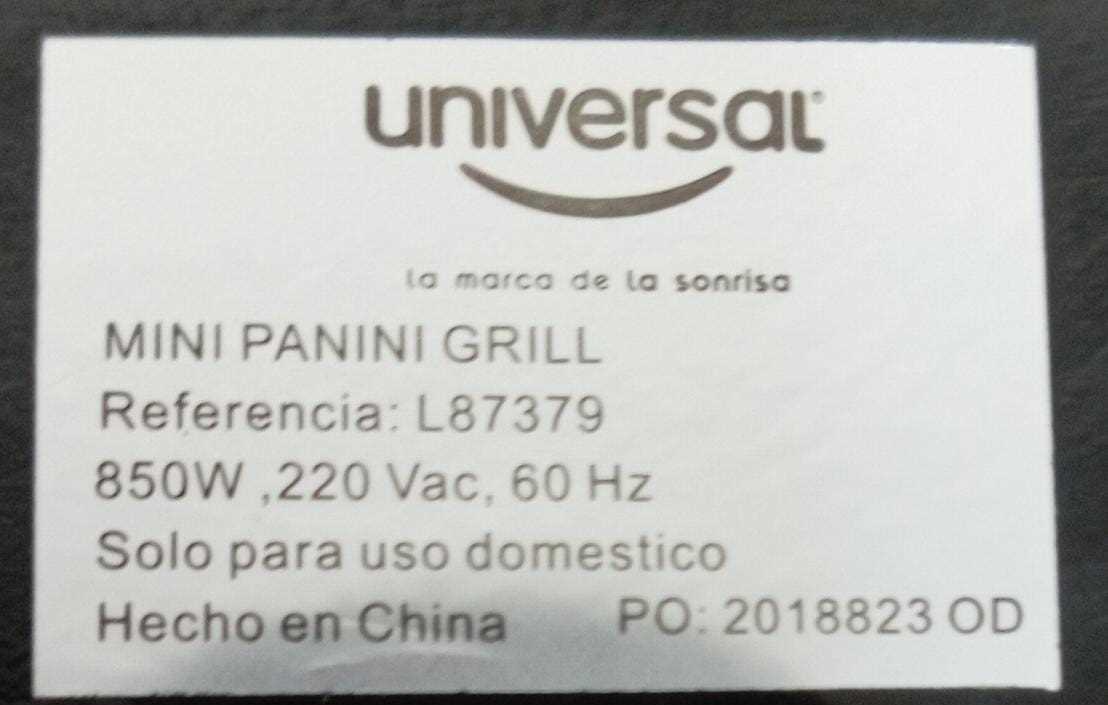 universal
la marca de la sonrisa
MINI PANINI GRILL
Referencia: L87379
850W ,220 Vac, 60 Hz
Solo para uso domestico
Hecho en China PO: 2018823 OD